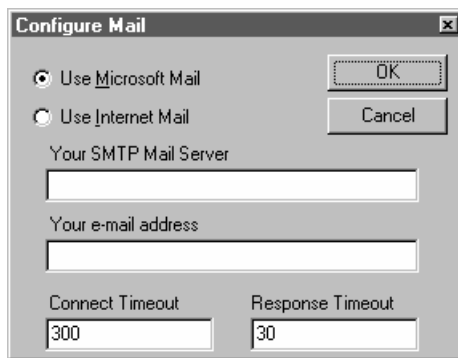 Configure Mail
Use Microsoft Mail
OK
Use Internet Mail
Cancel
Your SMTP Mail Server
Your e-mail address
Connect Timeout
Response Timeout
300
30